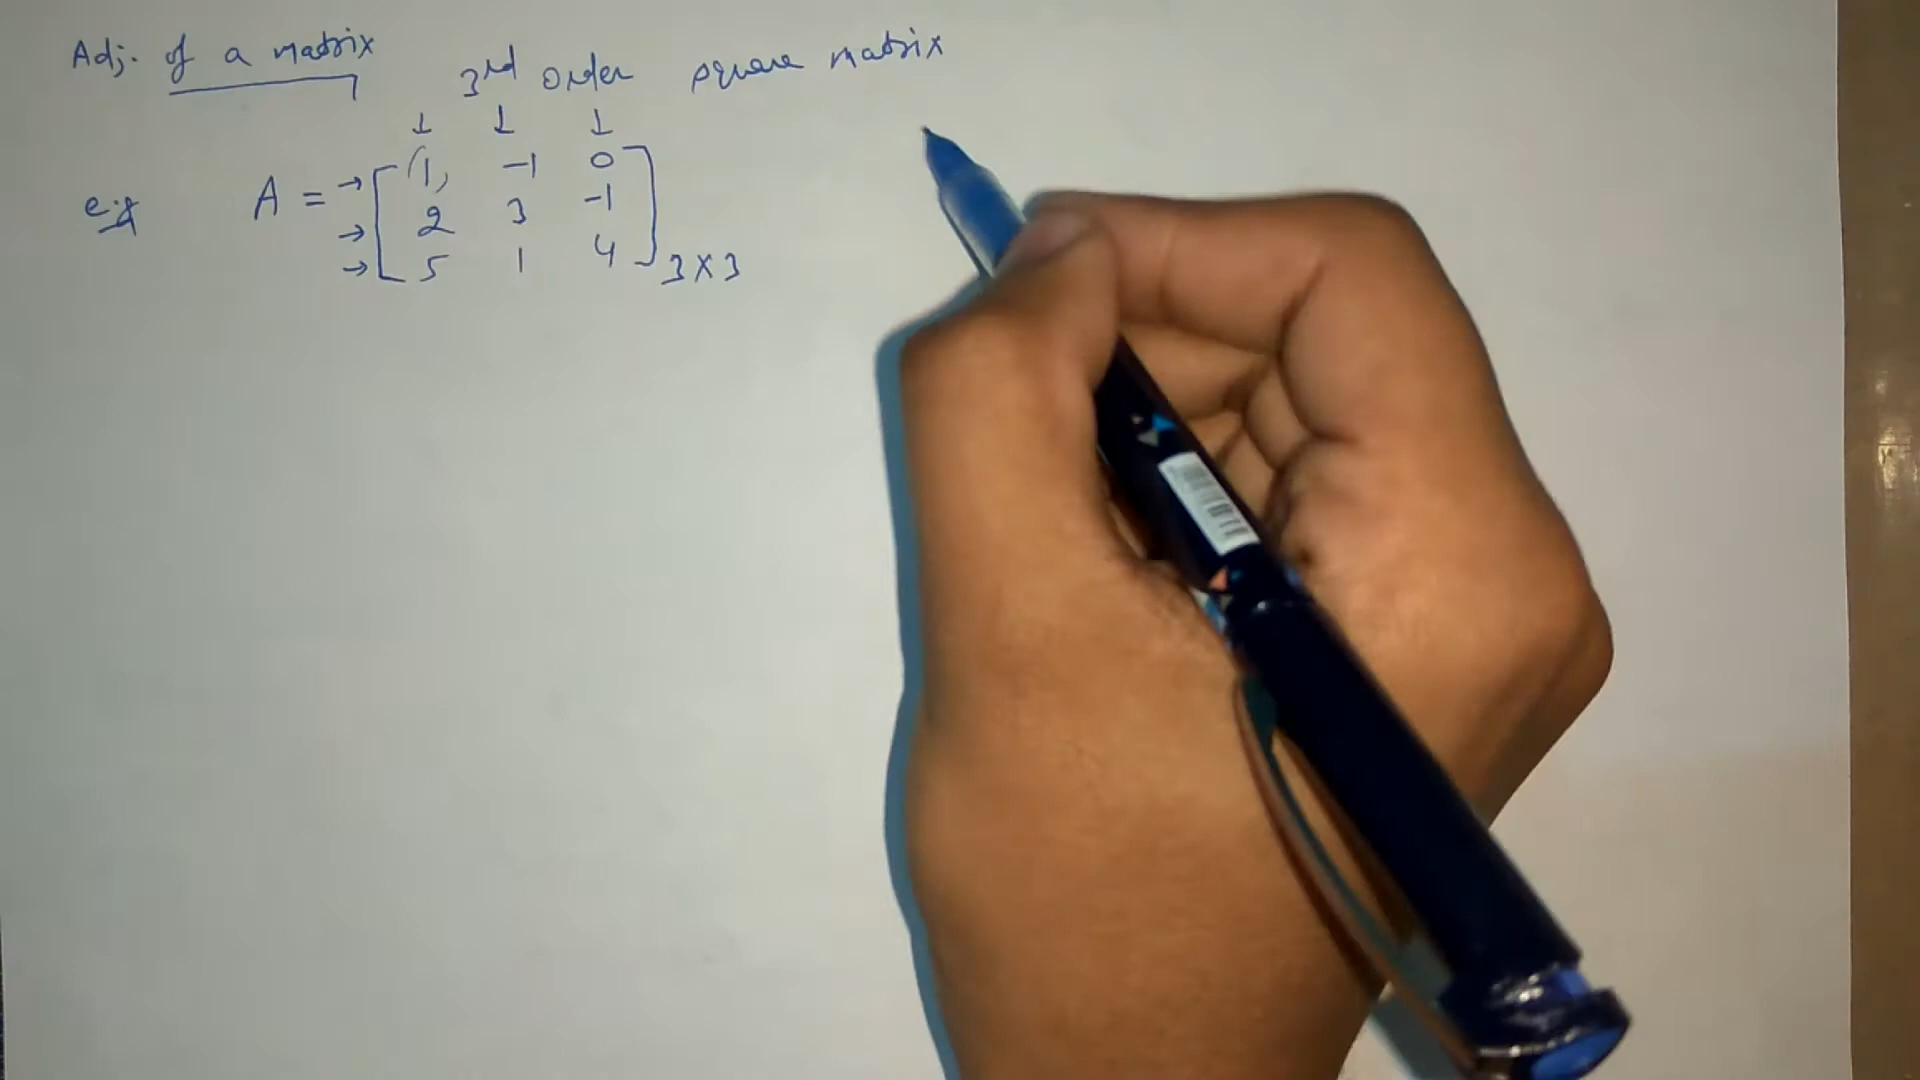 Adj. of a matrix
3rd order square matrix
↓ ↓ ↓
e.g A = → [ (1, -1 0
→ 2 3 -1
→ 5 1 4 ] 3×3